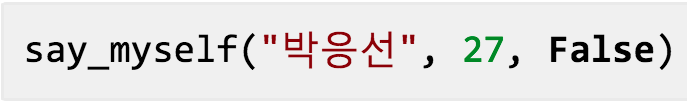 say_myself("박응선", 27, False)